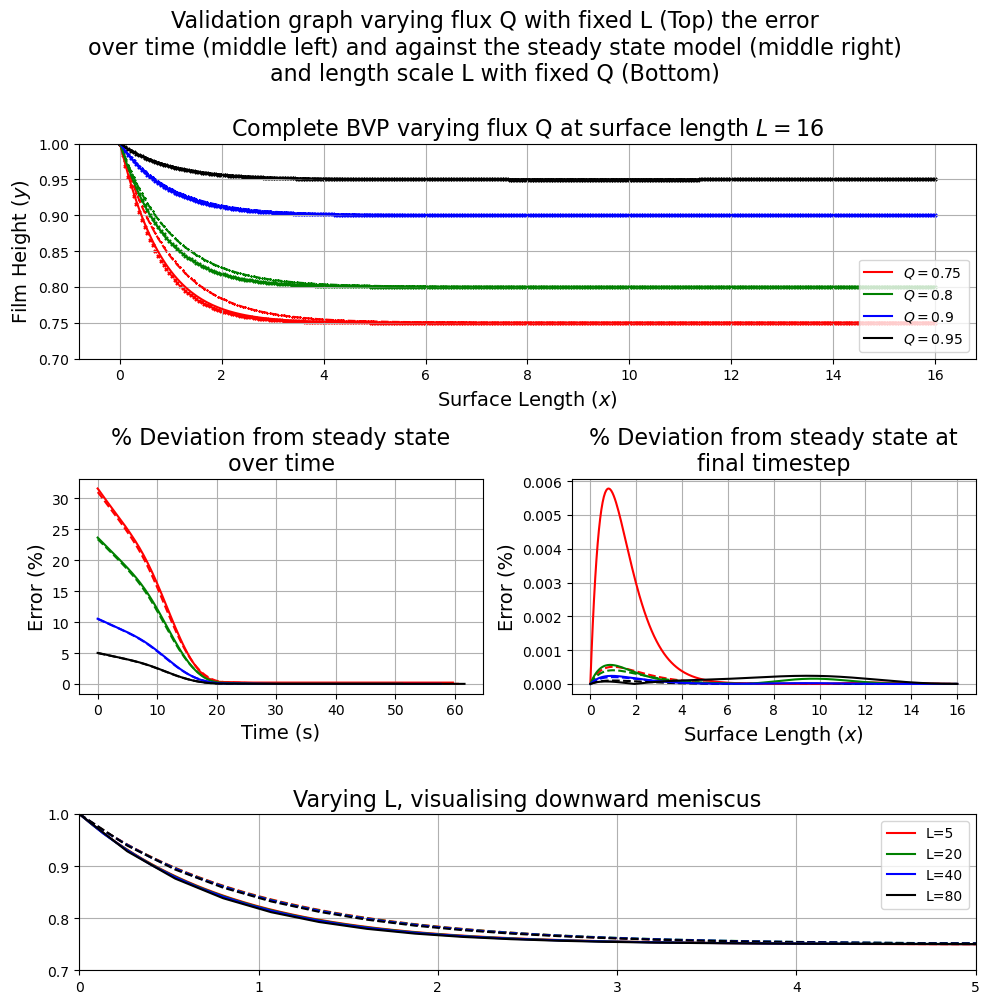 Validation graph varying flux Q with fixed L (Top) the error
over time (middle left) and against the steady state model (middle right)
and length scale L with fixed Q (Bottom)
Complete BVP varying flux Q at surface length L = 16
Film Height (y)
1.00
0.95
0.90
0.85
0.80
0.75
0.70
Q = 0.75
Q = 0.8
Q = 0.9
Q = 0.95
0 2 4 6 8 10 12 14 16
Surface Length (x)
% Deviation from steady state
over time
Error (%)
30
25
20
15
10
5
0
0 10 20 30 40 50 60
Time (s)
% Deviation from steady state at
final timestep
Error (%)
0.006
0.004
0.003
0.002
0.001
0.000
0 2 4 6 8 10 12 14 16
Surface Length (x)
Varying L, visualising downward meniscus
1.0
0.9
0.8
0.7
L=5
L=20
L=40
L=80
0 1 2 3 4 5